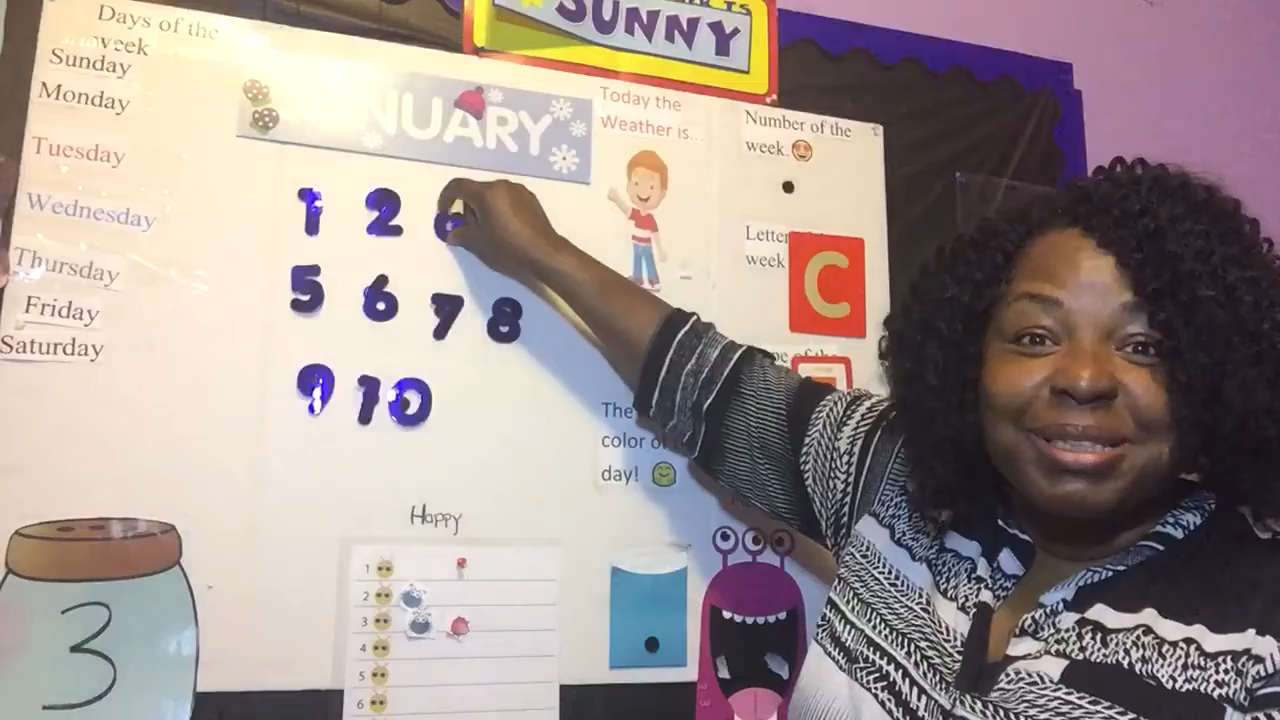 Days of the
week
Sunday
Monday
Tuesday
Wednesday
Thursday
Friday
Saturday
SUNNY
NUARY
1 2
5 6 7 8
9 10
Today the
Weather is...
Number of the
week.
Letter
week
C
The
color of
day!
Happy
1
2
3
4
5
6
3